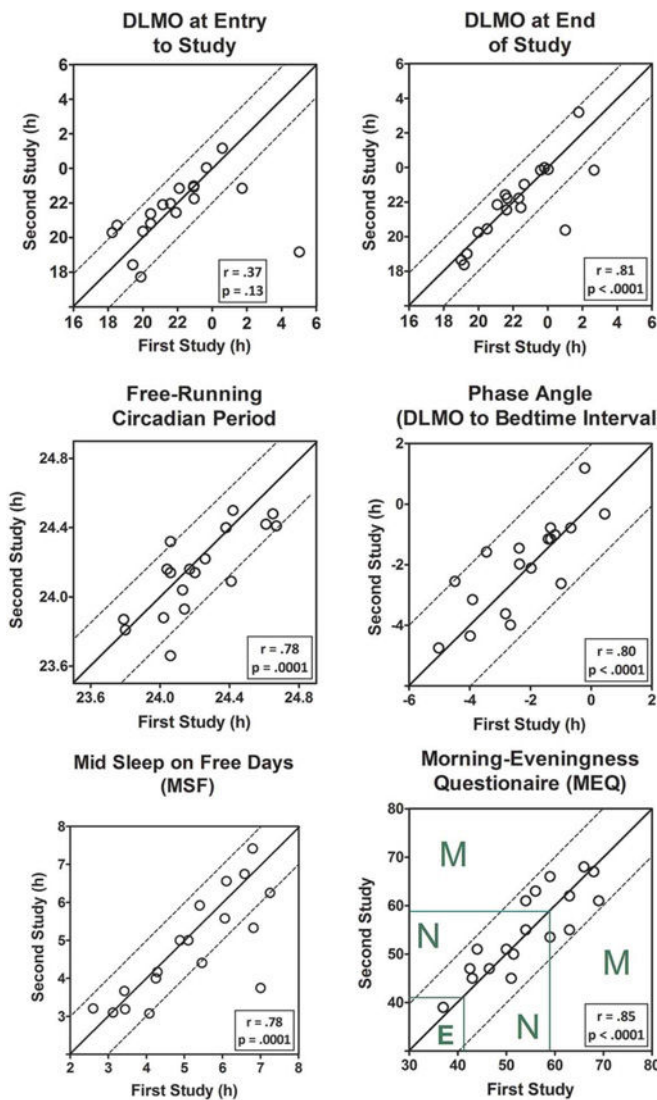 DLMO at Entry
to Study
Second Study (h)
6
4
2
0
22
20
18
r = .37
p = .13
16 18 20 22 0 2 4 6
First Study (h)
DLMO at End
of Study
Second Study (h)
6
4
2
0
22
20
18
r = .81
p < .0001
16 18 20 22 0 2 4 6
First Study (h)
Free-Running
Circadian Period
Second Study (h)
24.8
24.4
24.0
23.6
r = .78
p = .0001
23.6 24.0 24.4 24.8
First Study (h)
Phase Angle
(DLMO to Bedtime Interval
Second Study (h)
2
0
-2
-4
r = .80
p < .0001
-6 -4 -2 0 2
First Study (h)
Mid Sleep on Free Days
(MSF)
Second Study (h)
8
7
6
5
4
3
r = .78
p = .0001
2 3 4 5 6 7 8
First Study (h)
Morning-Eveningness
Questionaire (MEQ)
Second Study
80
70
60
50
40
M
N
M
E
N
r = .85
p < .0001
30 40 50 60 70 80
First Study